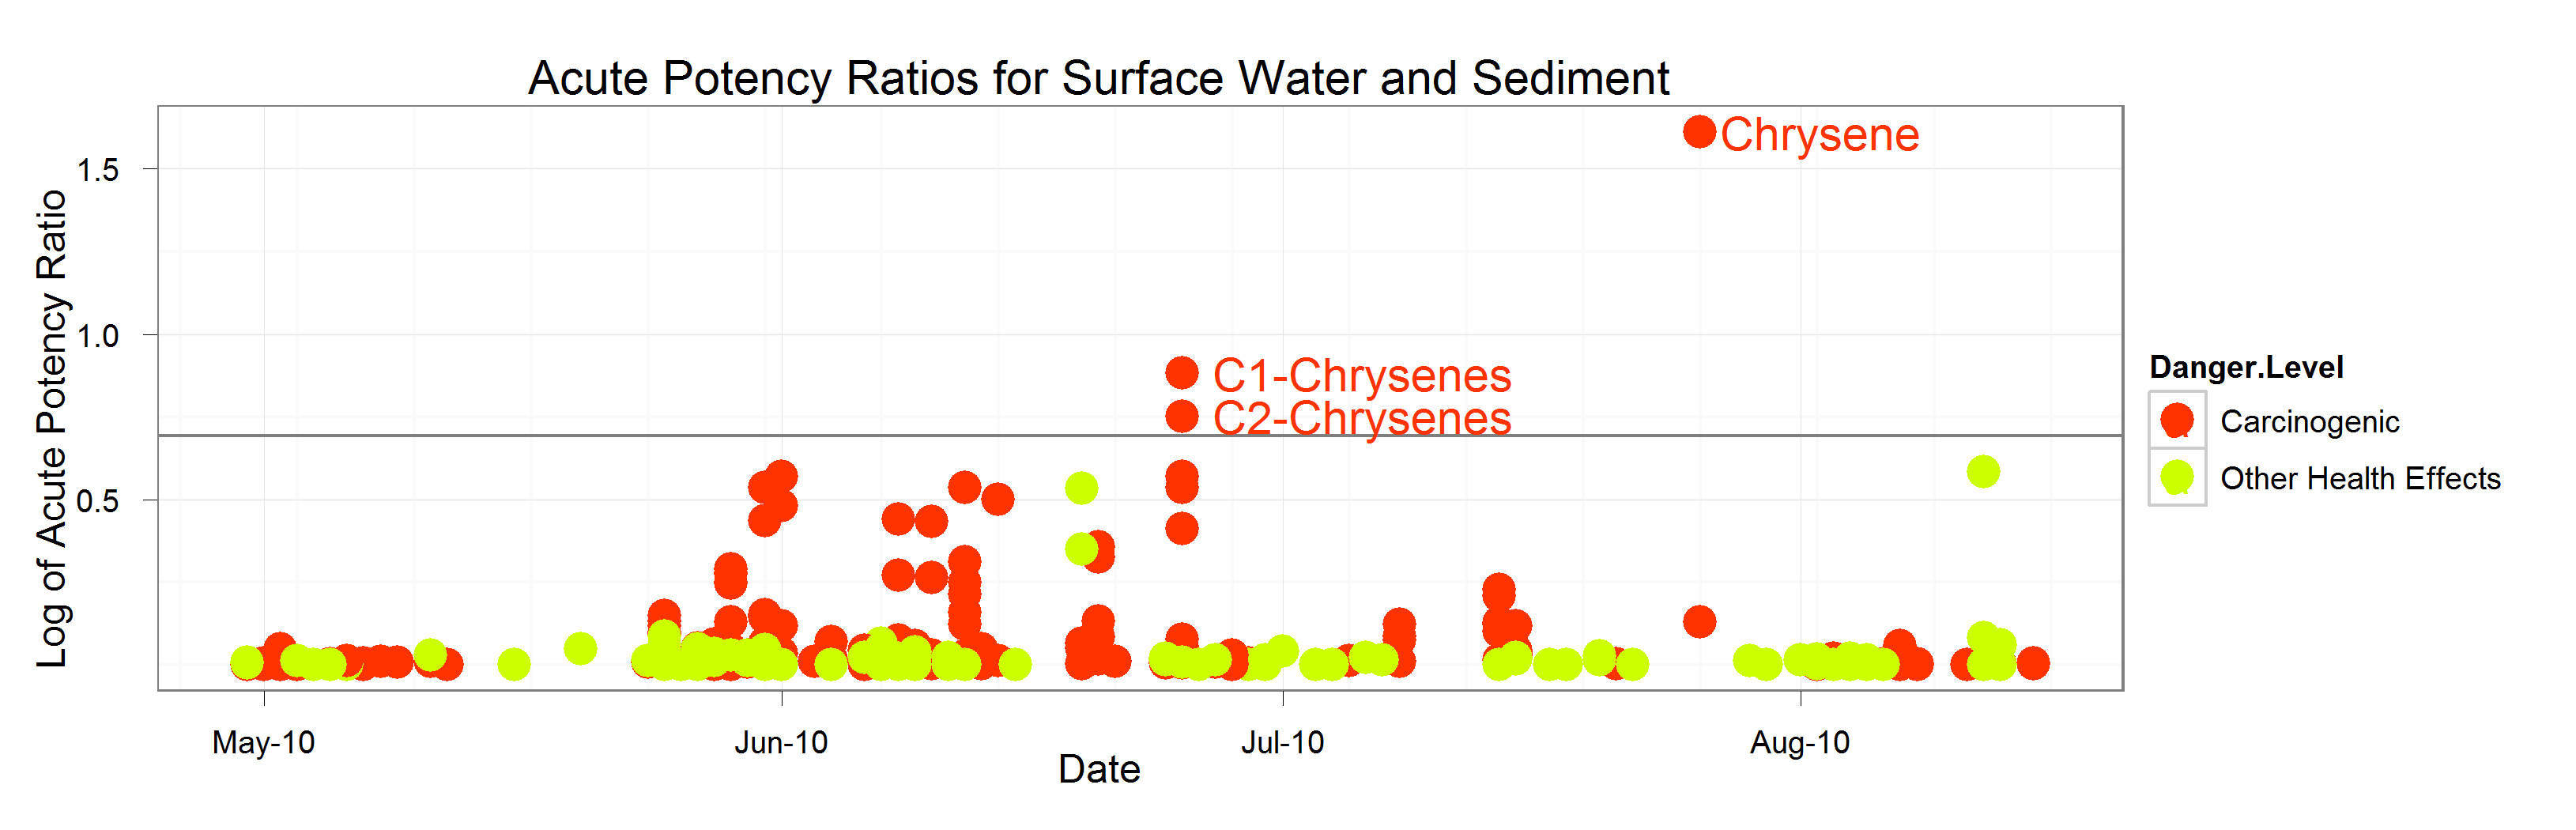 Acute Potency Ratios for Surface Water and Sediment
Log of Acute Potency Ratio
1.5
1.0
0.5
Chrysene
C1-Chrysenes
C2-Chrysenes
May-10
Jun-10
Jul-10
Aug-10
Date
Danger.Level
Carcinogenic
Other Health Effects